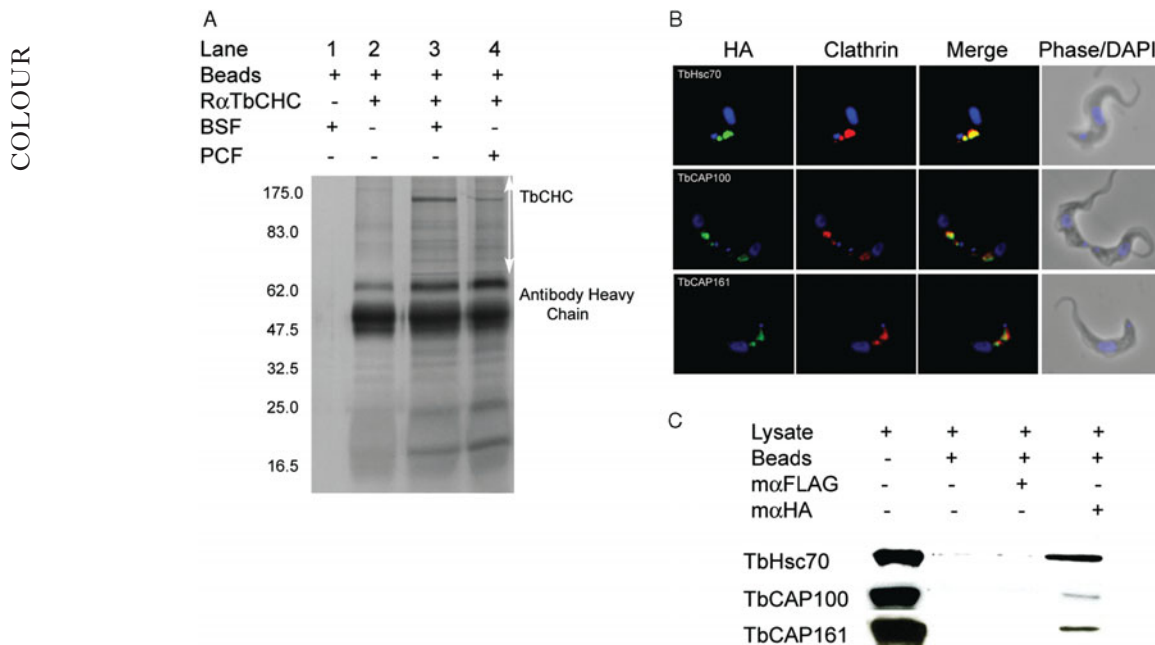 COLOUR
A
Lane 1 2 3 4
Beads + + + +
RαTbCHC - + + +
BSF + - + -
PCF - - - +
175.0
83.0
62.0
47.5
32.5
25.0
16.5
TbCHC
Antibody Heavy
Chain
B
HA Clathrin Merge Phase/DAPI
TbHsc70
TbCAP100
TbCAP161
C
Lysate + + + +
Beads - + + +
mαFLAG - - + -
mαHA - - - +
TbHsc70
TbCAP100
TbCAP161